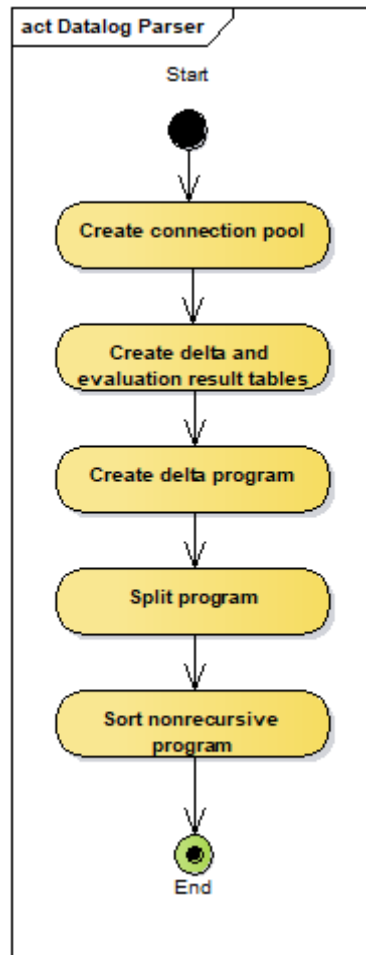 act Datalog Parser
Start
Create connection pool
Create delta and
evaluation result tables
Create delta program
Split program
Sort nonrecursive
program
End